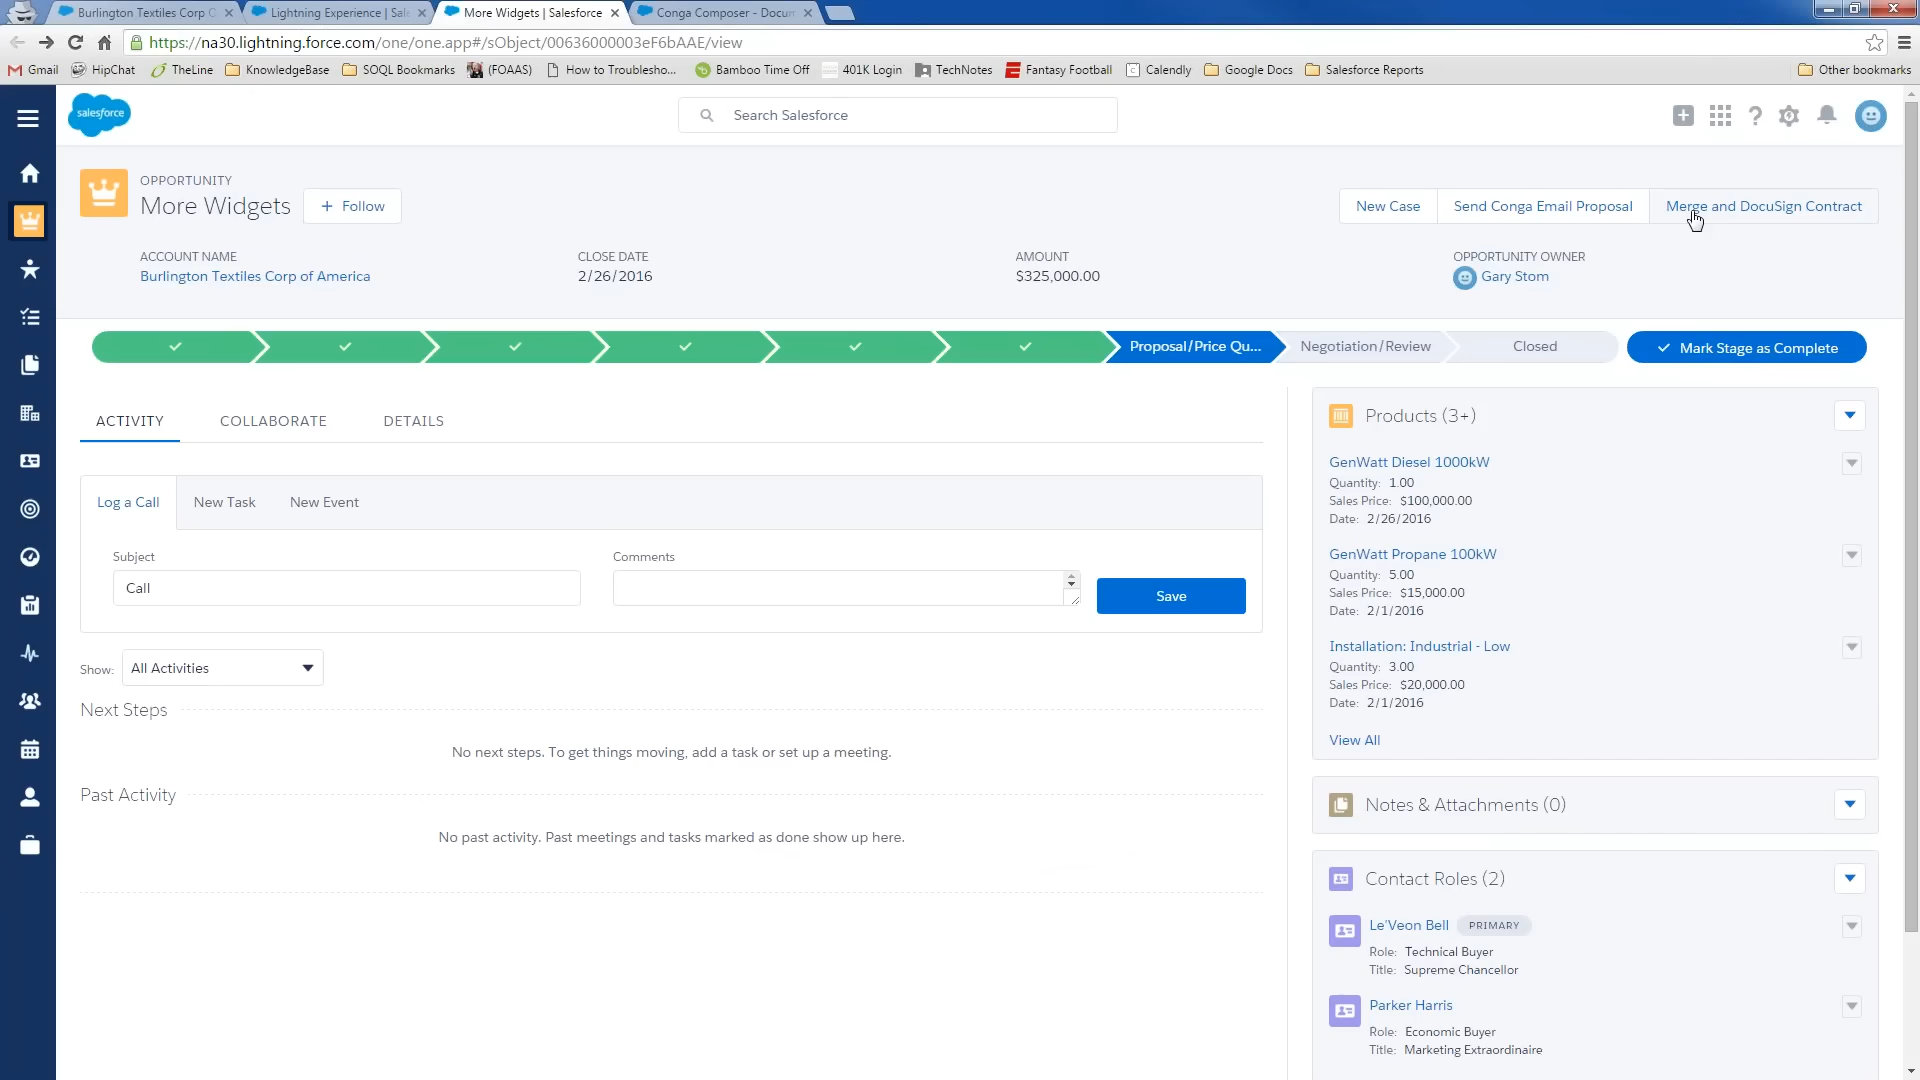 Burlington Textiles Corp O
Lightning Experience | Sale
More Widgets | Salesforce
Conga Composer - Docum
https://na30.lightning.force.com/one/one.app#/sObject/00636000003eF6bAAE/view
Gmail
HipChat
TheLine
KnowledgeBase
SOQL Bookmarks
(FOAAS)
How to Troublesho...
Bamboo Time Off
401K Login
TechNotes
Fantasy Football
Calendly
Google Docs
Salesforce Reports
Other bookmarks
salesforce
Search Salesforce
OPPORTUNITY
More Widgets
+ Follow
New Case
Send Conga Email Proposal
Merge and DocuSign Contract
ACCOUNT NAME
Burlington Textiles Corp of America
CLOSE DATE
2/26/2016
AMOUNT
$325,000.00
OPPORTUNITY OWNER
Gary Stom
Proposal/Price Qu...
Negotiation/Review
Closed
Mark Stage as Complete
ACTIVITY
COLLABORATE
DETAILS
Log a Call
New Task
New Event
Subject
Call
Comments
Save
Show:
All Activities
Next Steps
No next steps. To get things moving, add a task or set up a meeting.
Past Activity
No past activity. Past meetings and tasks marked as done show up here.
Products (3+)
GenWatt Diesel 1000kW
Quantity: 1.00
Sales Price: $100,000.00
Date: 2/26/2016
GenWatt Propane 100kW
Quantity: 5.00
Sales Price: $15,000.00
Date: 2/1/2016
Installation: Industrial - Low
Quantity: 3.00
Sales Price: $20,000.00
Date: 2/1/2016
View All
Notes & Attachments (0)
Contact Roles (2)
Le'Veon Bell
PRIMARY
Role: Technical Buyer
Title: Supreme Chancellor
Parker Harris
Role: Economic Buyer
Title: Marketing Extraordinaire